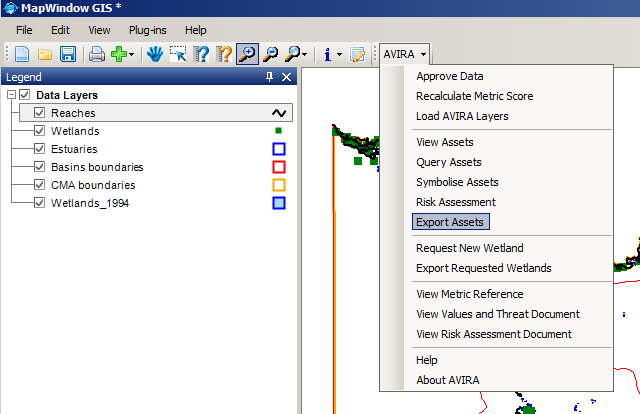 MapWindow GIS *
File Edit View Plug-ins Help
AVIRA
Legend
Data Layers
Reaches
Wetlands
Estuaries
Basins boundaries
CMA boundaries
Wetlands_1994
Approve Data
Recalculate Metric Score
Load AVIRA Layers
View Assets
Query Assets
Symbolise Assets
Risk Assessment
Export Assets
Request New Wetland
Export Requested Wetlands
View Metric Reference
View Values and Threat Document
View Risk Assessment Document
Help
About AVIRA